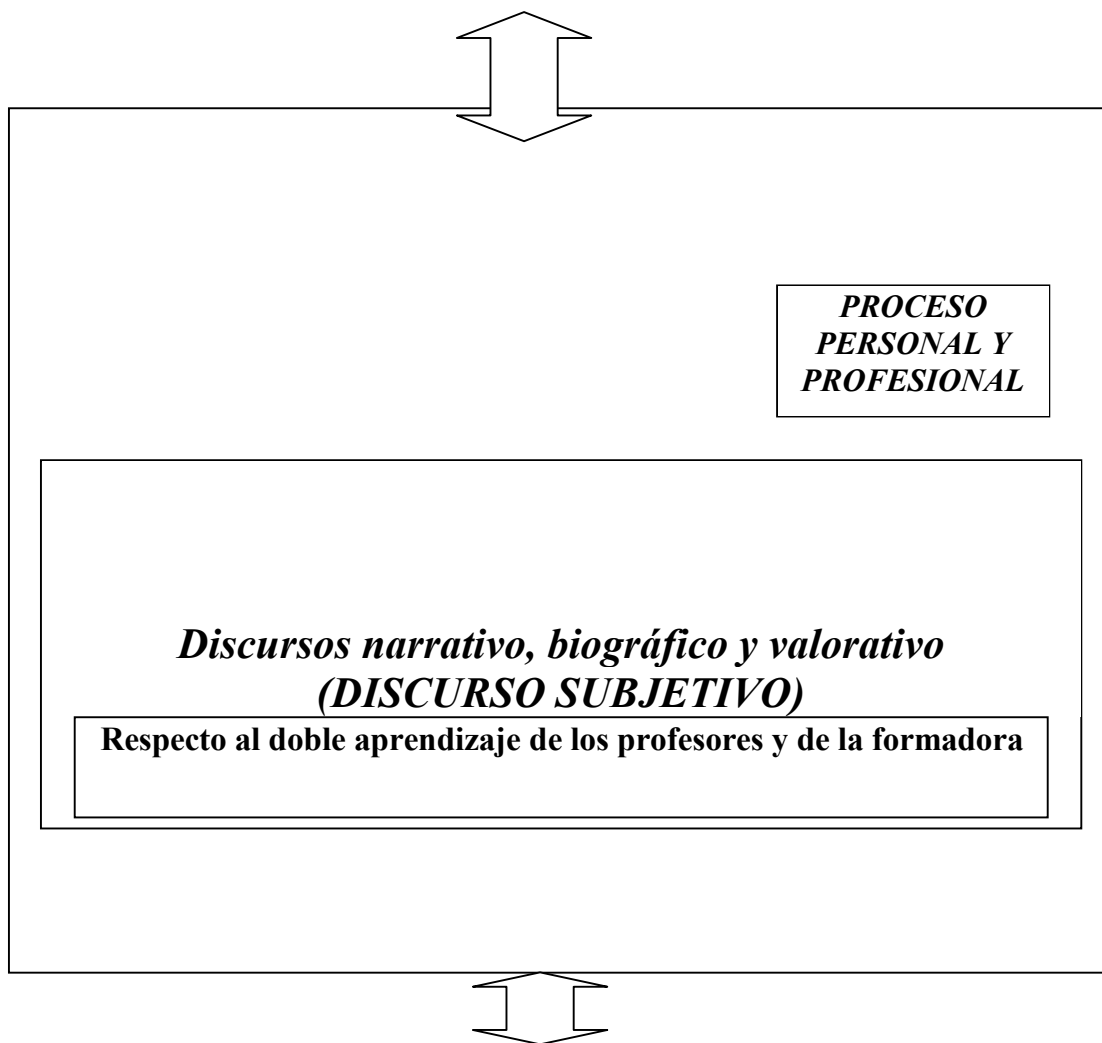 PROCESO
PERSONAL Y
PROFESIONAL
Discursos narrativo, biográfico y valorativo
(DISCURSO SUBJETIVO)
Respecto al doble aprendizaje de los profesores y de la formadora